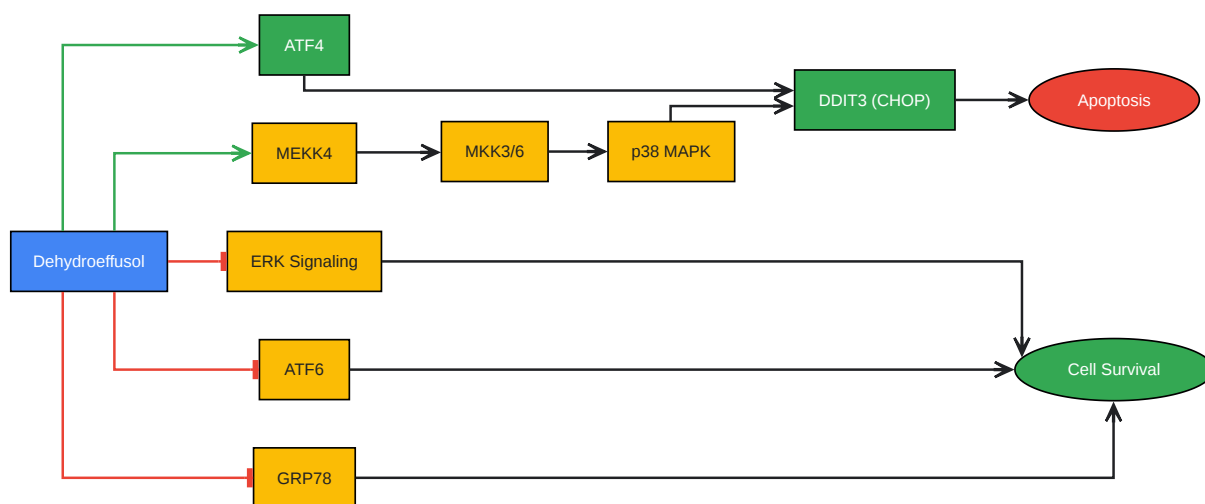 ATF4
DDIT3 (CHOP)
Apoptosis
MEKK4
MKK3/6
p38 MAPK
Dehydroeffusol
ERK Signaling
ATF6
Cell Survival
GRP78